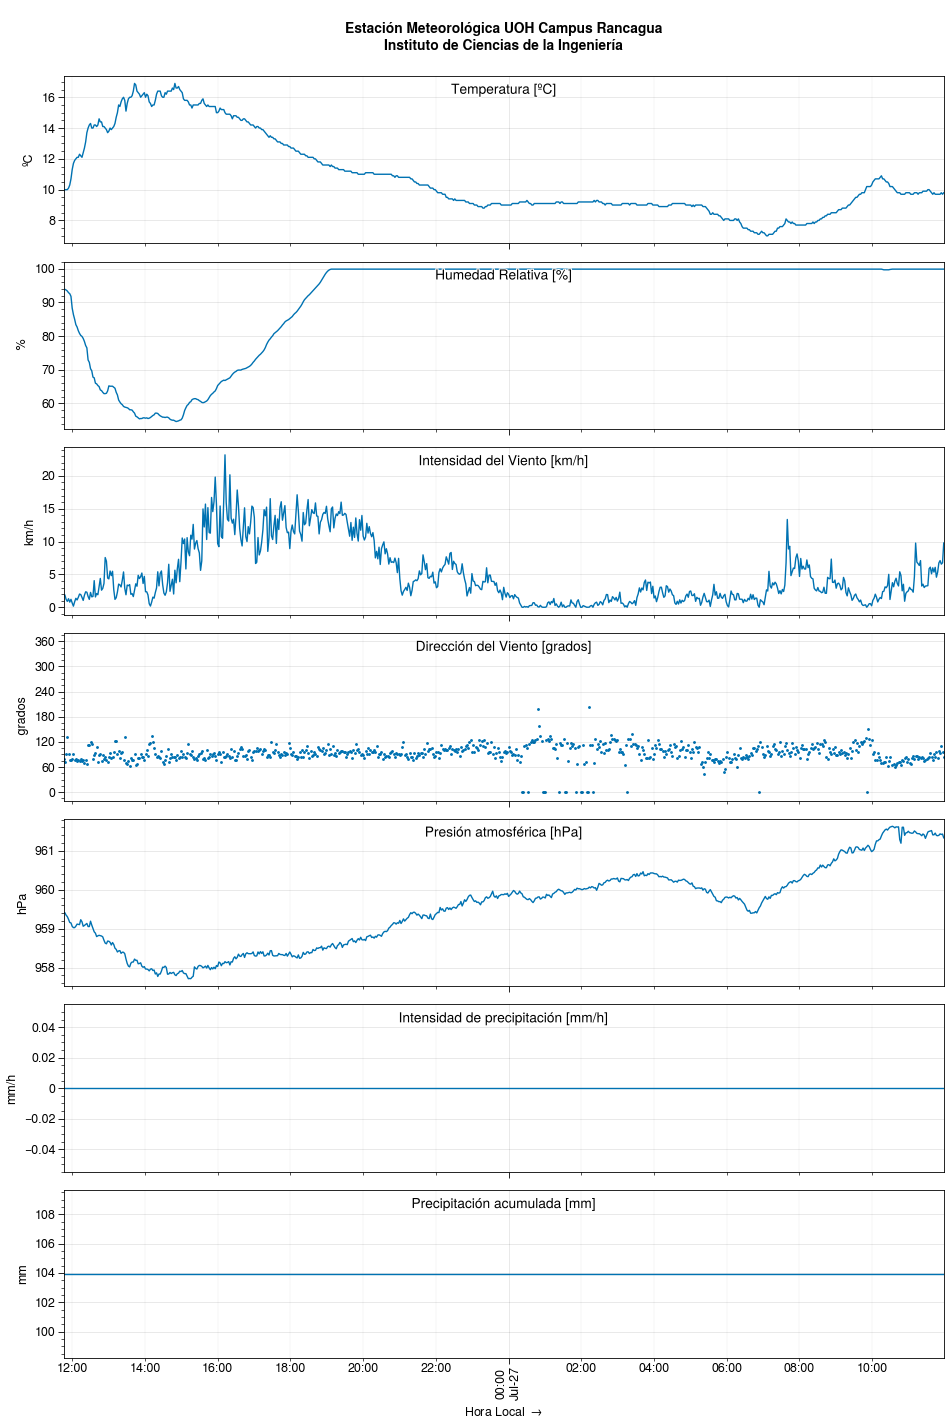 Estación Meteorológica UOH Campus Rancagua
Instituto de Ciencias de la Ingeniería
Temperatura [ºC]
ºC
16
14
12
10
8
Humedad Relativa [%]
%
100
90
80
70
60
Intensidad del Viento [km/h]
km/h
20
15
10
5
0
Dirección del Viento [grados]
grados
360
300
240
180
120
60
0
Presión atmosférica [hPa]
hPa
961
960
959
958
Intensidad de precipitación [mm/h]
mm/h
0.04
0.02
0
−0.02
−0.04
Precipitación acumulada [mm]
mm
108
106
104
102
100
12:00 14:00 16:00 18:00 20:00 22:00 00:00 02:00 04:00 06:00 08:00 10:00
Jul-27
Hora Local →